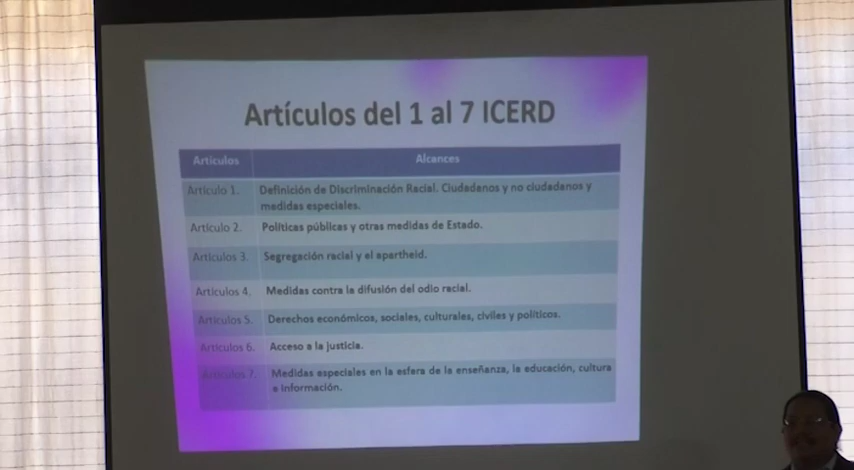 Artículos del 1 al 7 ICERD
Artículos Alcances
Artículo 1. Definición de Discriminación Racial. Ciudadanos y no ciudadanos y
medidas especiales.
Artículo 2. Políticas públicas y otras medidas de Estado.
Artículos 3. Segregación racial y el apartheid.
Artículos 4. Medidas contra la difusión del odio racial.
Artículos 5. Derechos económicos, sociales, culturales, civiles y políticos.
Artículos 6. Acceso a la justicia.
Artículos 7. Medidas especiales en la esfera de la enseñanza, la educación, cultura
e información.